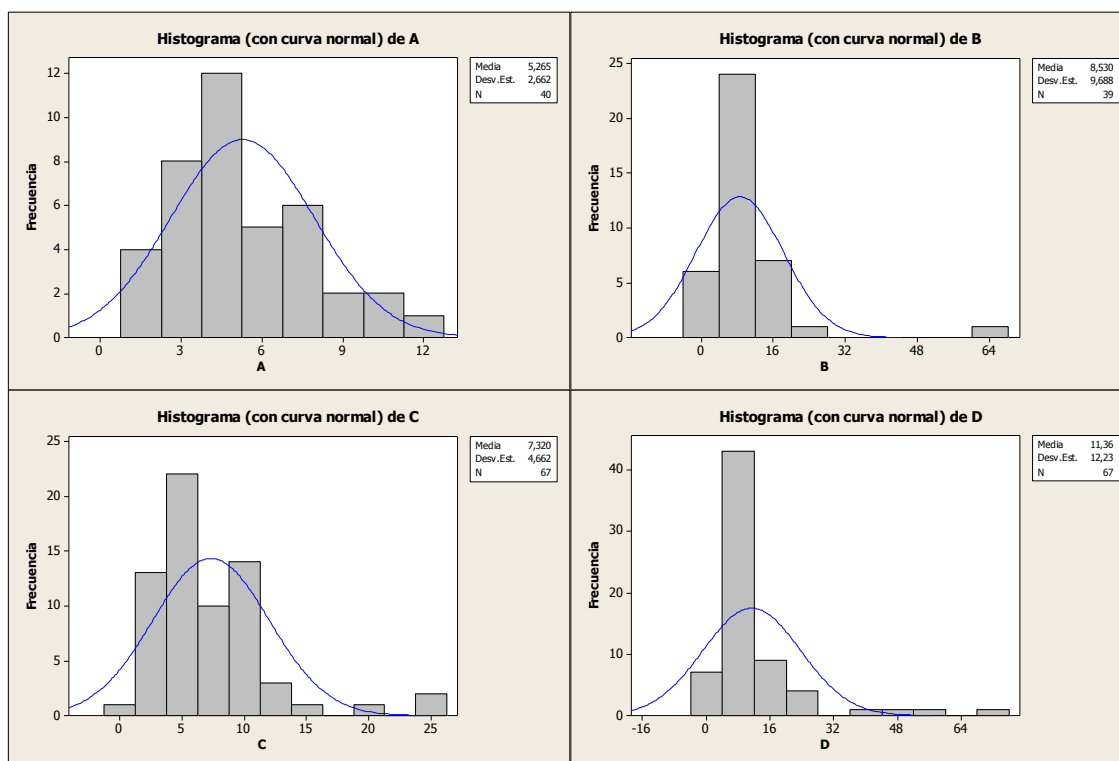 Histograma (con curva normal) de A
Media 5,265
Desv.Est. 2,662
N 40
Frecuencia
12
10
8
6
4
2
0
0 3 6 9 12
A
Histograma (con curva normal) de B
Media 8,530
Desv.Est. 9,688
N 39
Frecuencia
25
20
15
10
5
0
0 16 32 48 64
B
Histograma (con curva normal) de C
Media 7,320
Desv.Est. 4,662
N 67
Frecuencia
25
20
15
10
5
0
0 5 10 15 20 25
C
Histograma (con curva normal) de D
Media 11,36
Desv.Est. 12,23
N 67
Frecuencia
40
30
20
10
0
-16 0 16 32 48 64
D